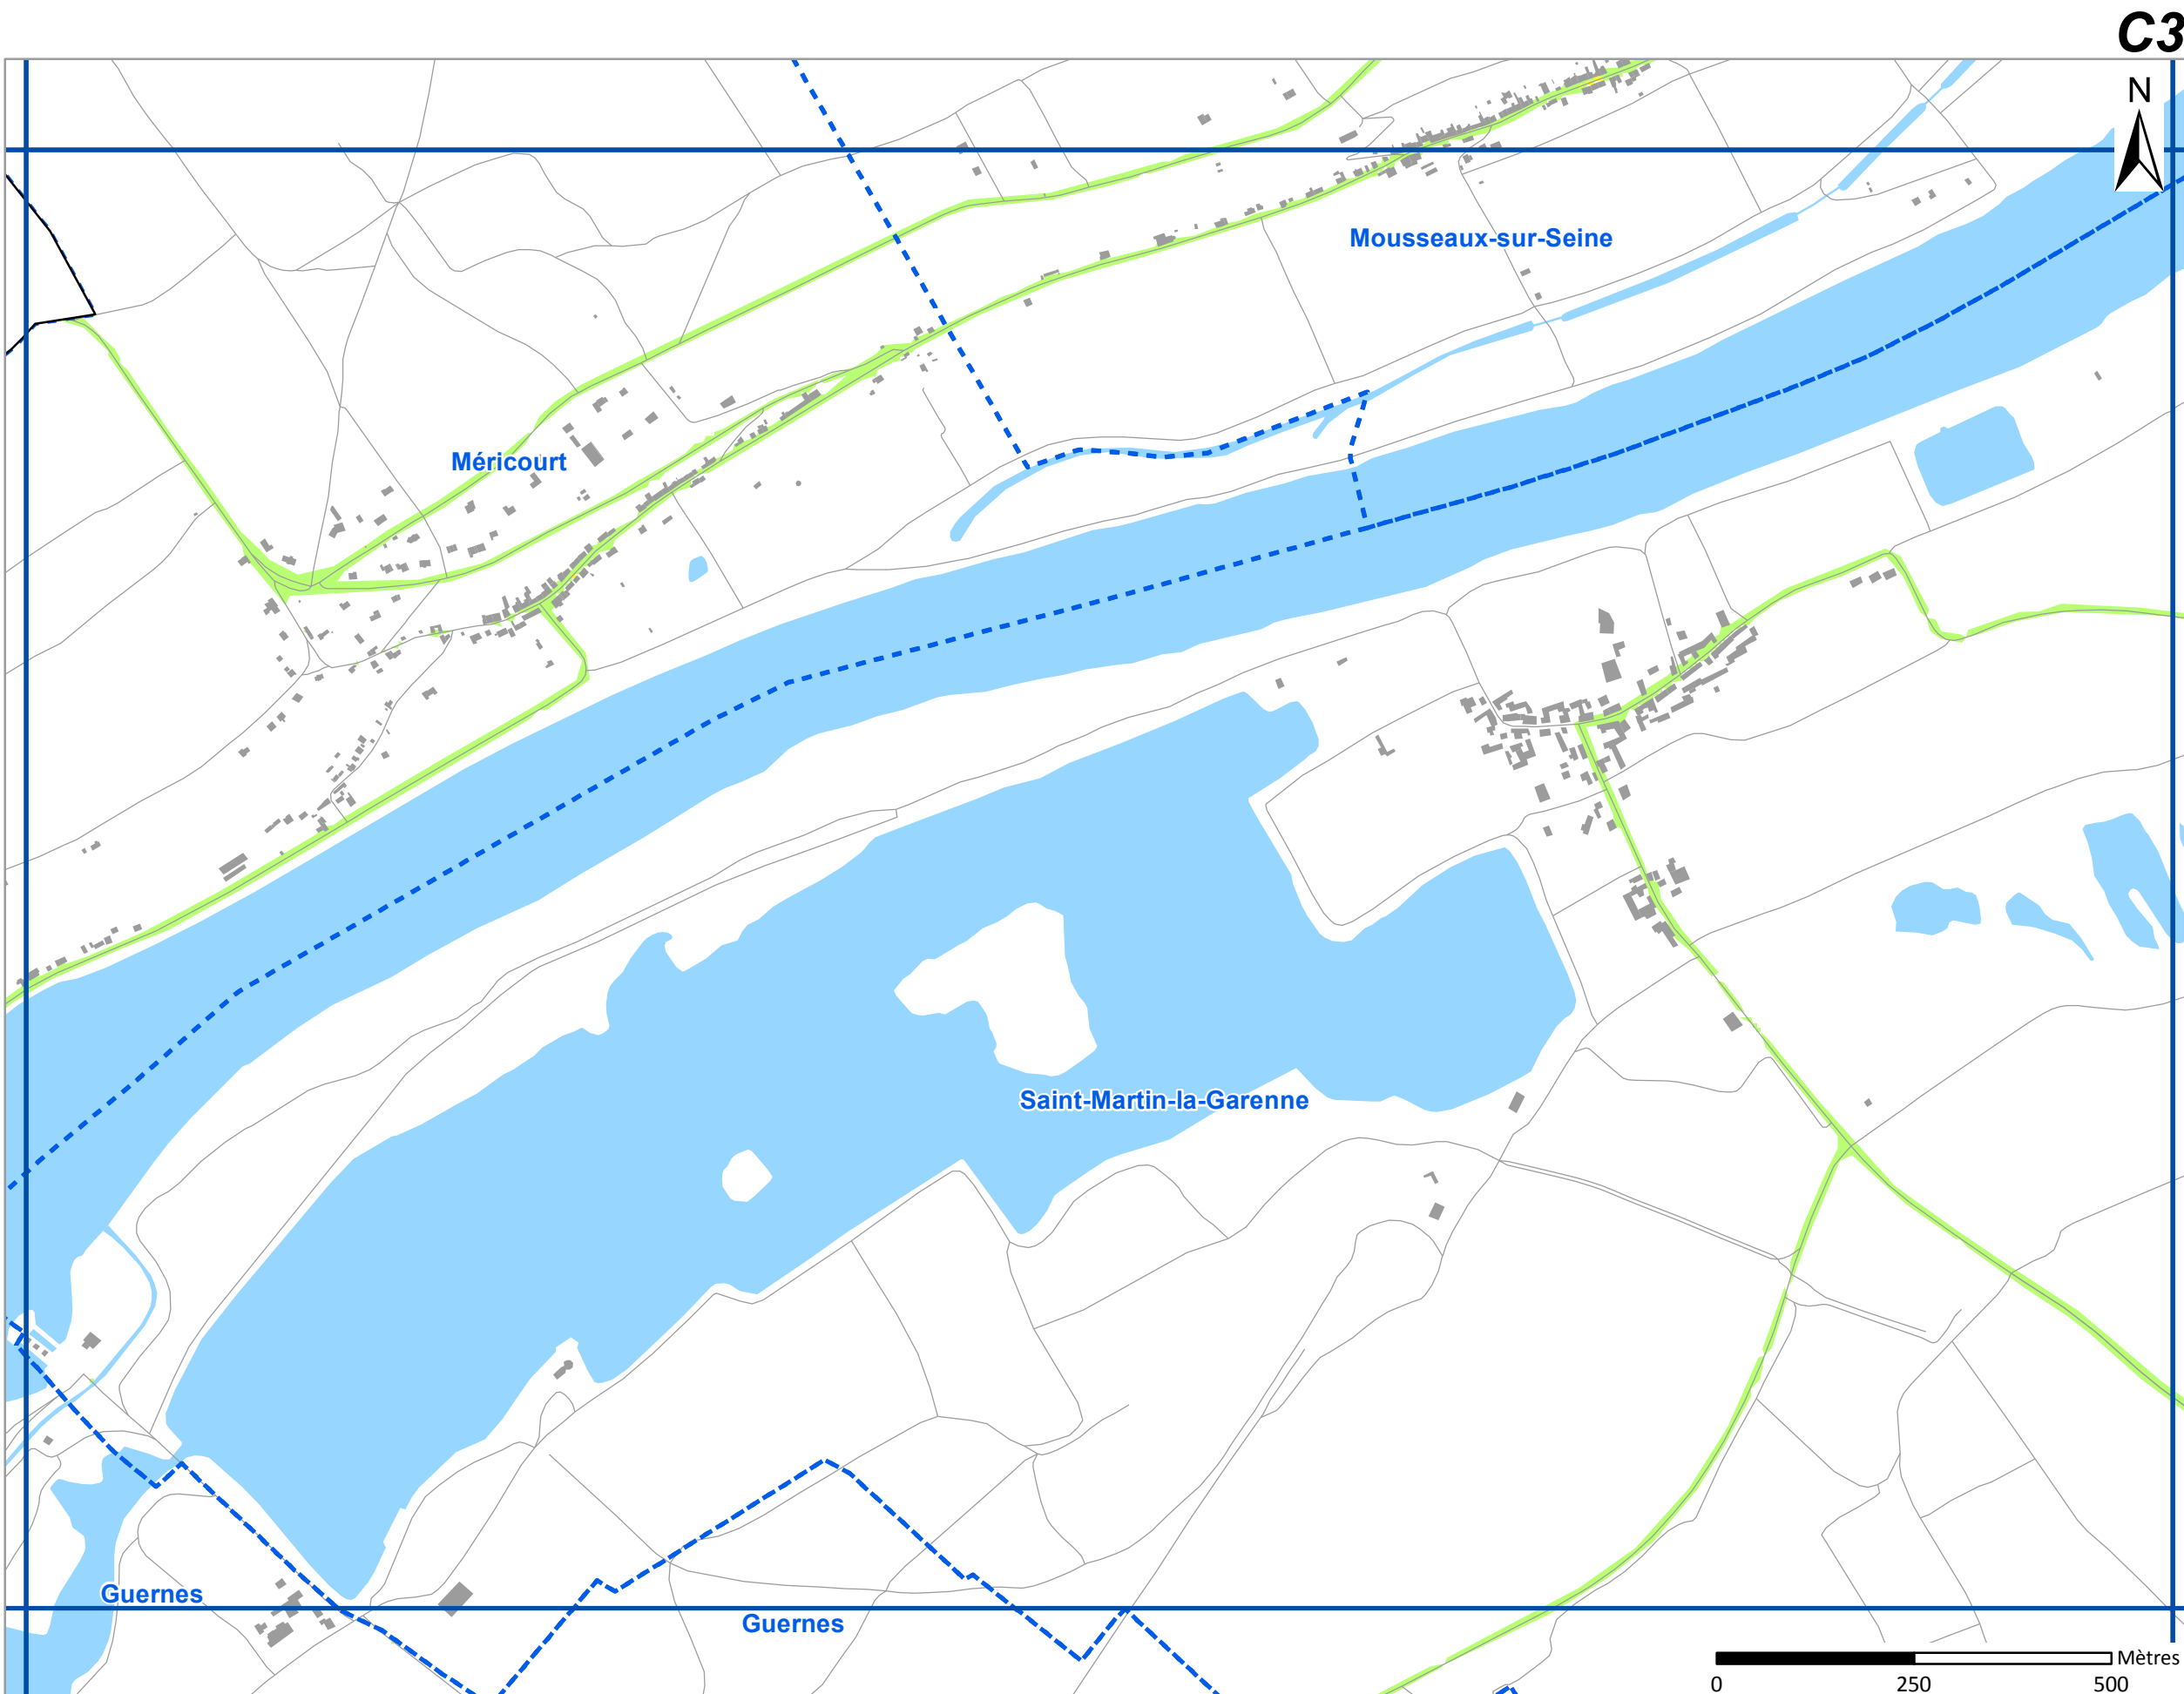 C3
N
Mousseaux-sur-Seine
Méricourt
Saint-Martin-la-Garenne
Guernes
Guernes
Mètres
0 250 500